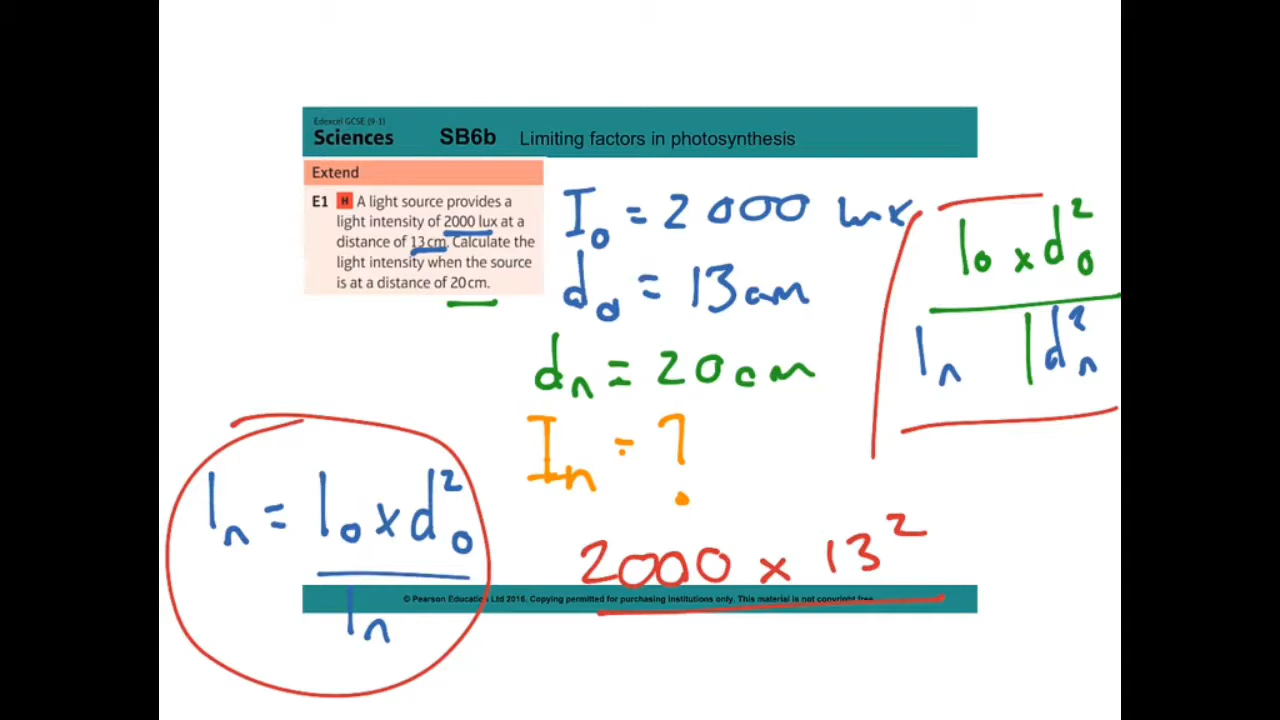 Edexcel GCSE (9-1)
Sciences SB6b Limiting factors in photosynthesis
Extend
E1 H A light source provides a
light intensity of 2000 lux at a
distance of 13 cm. Calculate the
light intensity when the source
is at a distance of 20 cm.
I₀ = 2000 lux
d₀ = 13cm
dₙ = 20cm
Iₙ = ?
I₀ x d₀²
Iₙ | dₙ²
Iₙ = I₀ x d₀²
Iₙ
2000 x 13²
© Pearson Education Ltd 2016. Copying permitted for purchasing institutions only. This material is not copyright free.